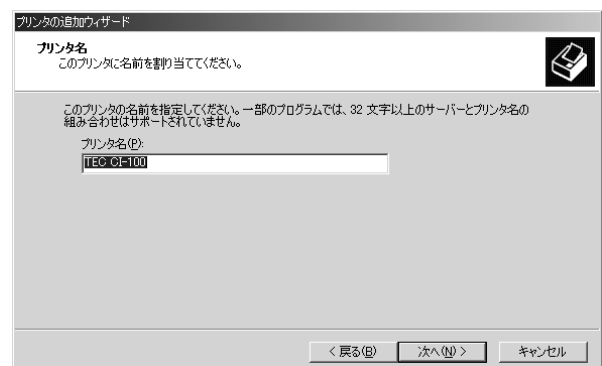 プリンタの追加ウィザード
プリンタ名
このプリンタに名前を割り当ててください。
このプリンタの名前を指定してください。一部のプログラムでは、32 文字以上のサーバーとプリンタ名の
組み合わせはサポートされていません。
プリンタ名(P):
TEC CI-100
< 戻る(B)
次へ(N) >
キャンセル